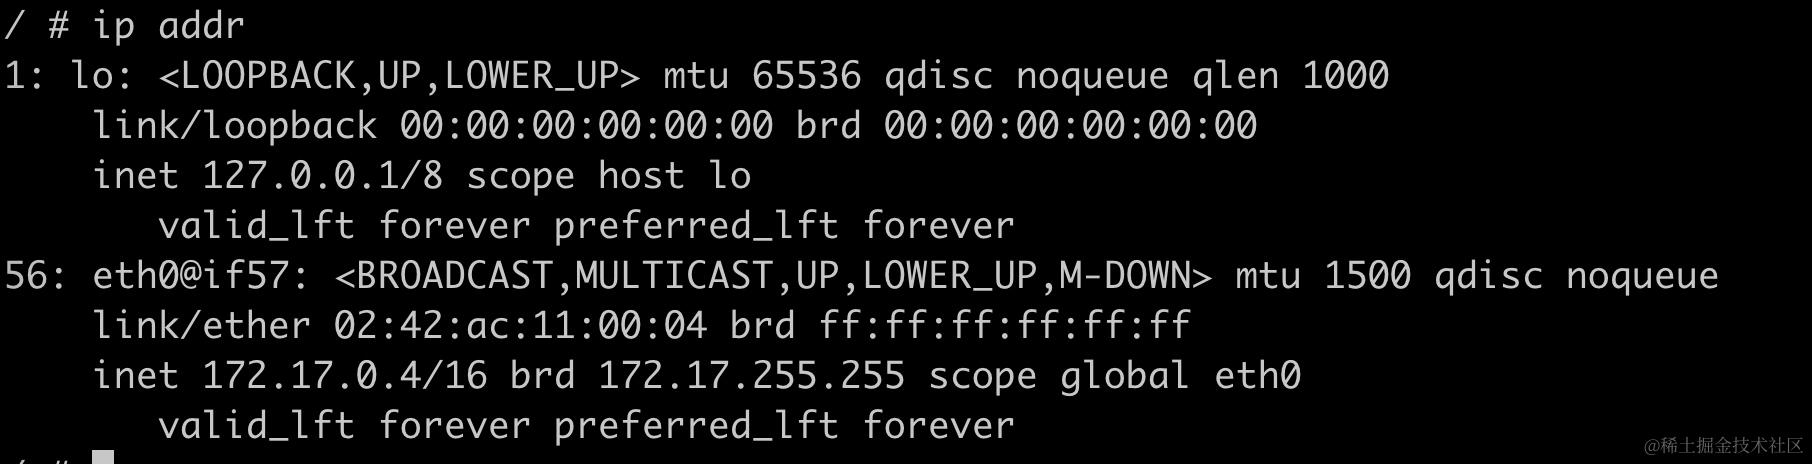 / # ip addr
1: lo: <LOOPBACK,UP,LOWER_UP> mtu 65536 qdisc noqueue qlen 1000
    link/loopback 00:00:00:00:00:00 brd 00:00:00:00:00:00
    inet 127.0.0.1/8 scope host lo
       valid_lft forever preferred_lft forever
56: eth0@if57: <BROADCAST,MULTICAST,UP,LOWER_UP,M-DOWN> mtu 1500 qdisc noqueue
    link/ether 02:42:ac:11:00:04 brd ff:ff:ff:ff:ff:ff
    inet 172.17.0.4/16 brd 172.17.255.255 scope global eth0
       valid_lft forever preferred_lft forever
/ #
@稀土掘金技术社区